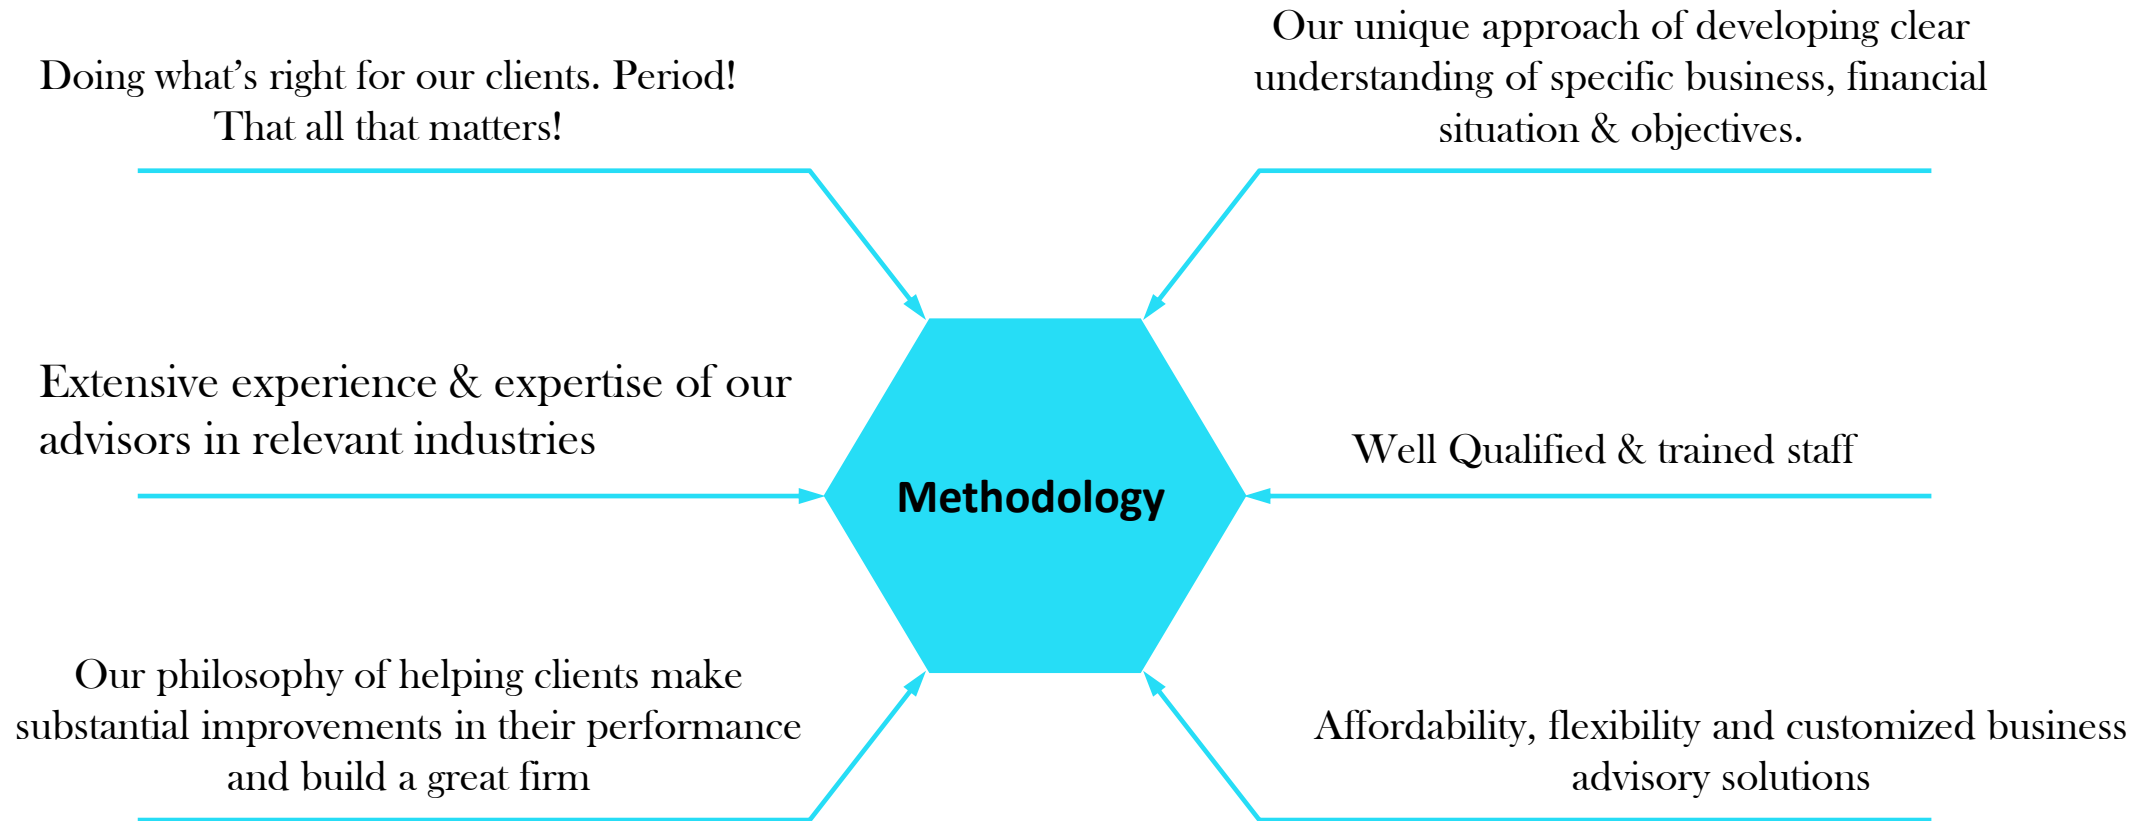 Doing what’s right for our clients. Period!
That all that matters!
Our unique approach of developing clear
understanding of specific business, financial
situation & objectives.
Extensive experience & expertise of our
advisors in relevant industries
Methodology
Well Qualified & trained staff
Our philosophy of helping clients make
substantial improvements in their performance
and build a great firm
Affordability, flexibility and customized business
advisory solutions